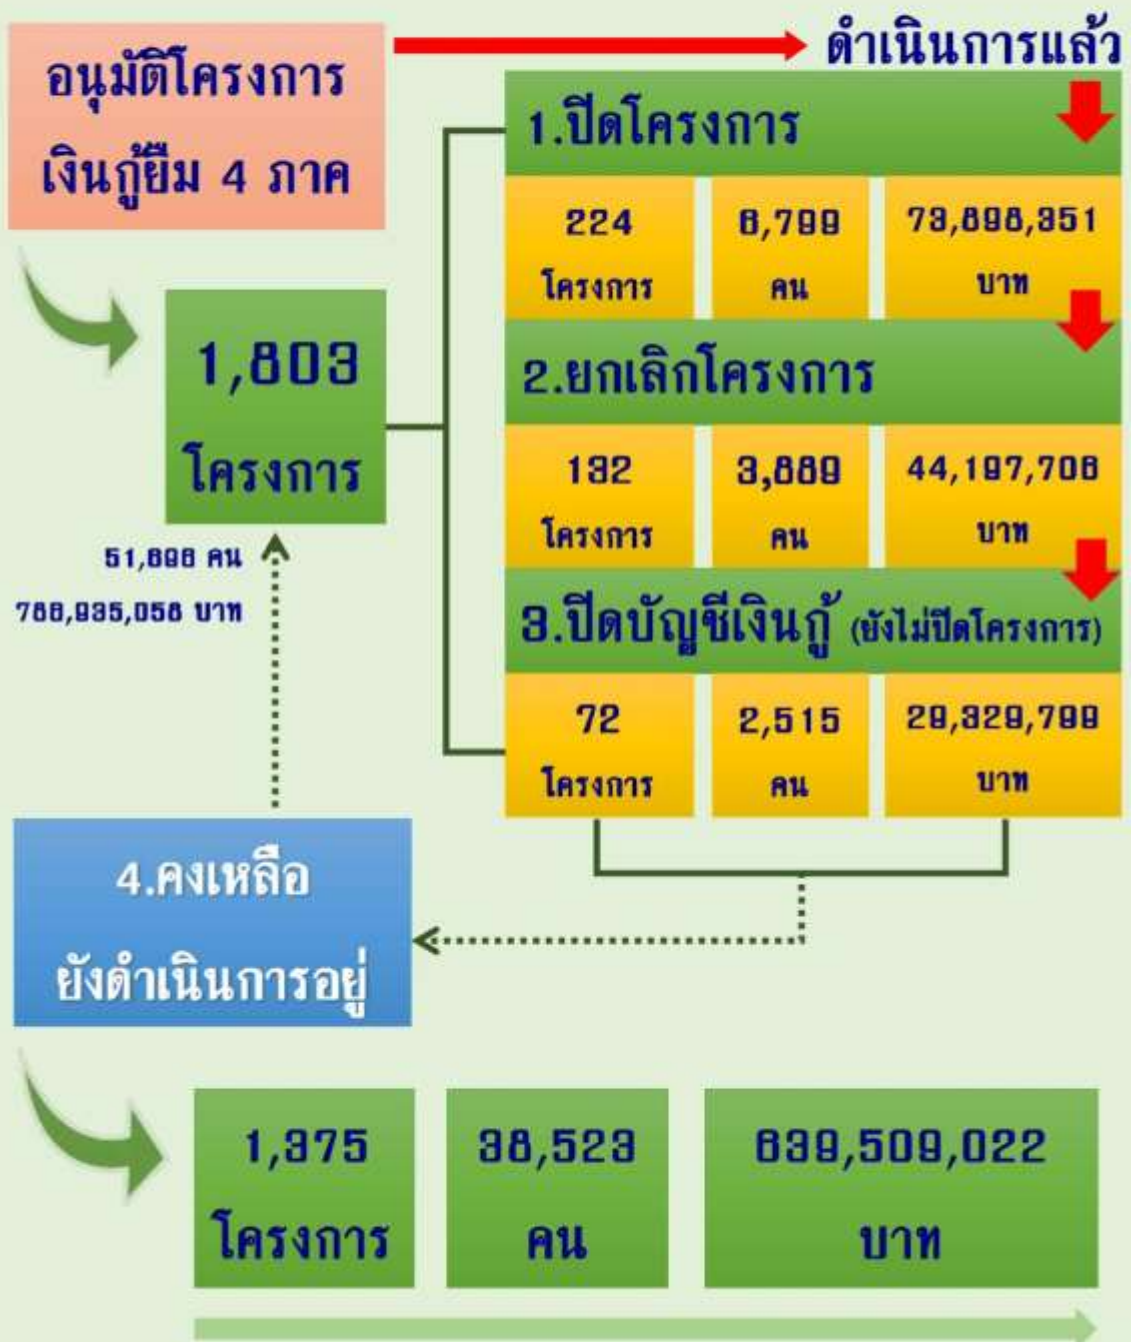 อนุมัติโครงการ
เงินกู้ยืม 4 ภาค
ดำเนินการแล้ว
1.ปิดโครงการ
224
โครงการ
6,799
คน
73,898,351
บาท
1,803
โครงการ
51,696 คน
786,935,058 บาท
2.ยกเลิกโครงการ
132
โครงการ
3,889
คน
44,197,706
บาท
3.ปิดบัญชีเงินกู้ (ยังไม่ปิดโครงการ)
72
โครงการ
2,515
คน
29,329,799
บาท
4.คงเหลือ
ยังดำเนินการอยู่
1,375
โครงการ
38,523
คน
639,509,022
บาท